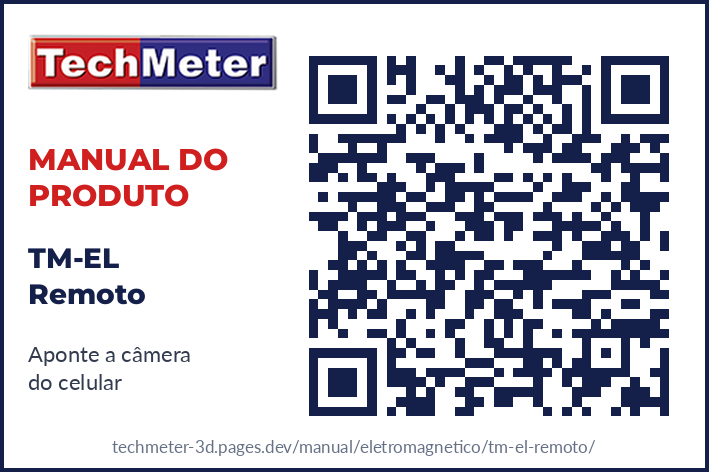 TechMeter
MANUAL DO
PRODUTO
TM-EL
Remoto
Aponte a câmera
do celular
techmeter-3d.pages.dev/manual/eletromagnetico/tm-el-remoto/